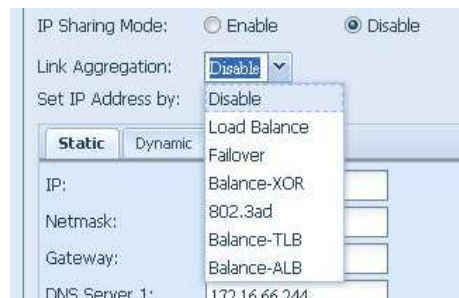 IP Sharing Mode: Enable Disable
Link Aggregation: Disable
Set IP Address by: Disable
Load Balance
Static Dynamic
Failover
IP: Balance-XOR
802.3ad
Netmask:
Balance-TLB
Gateway:
Balance-ALB
DNS Server 1: 172.16.66.244